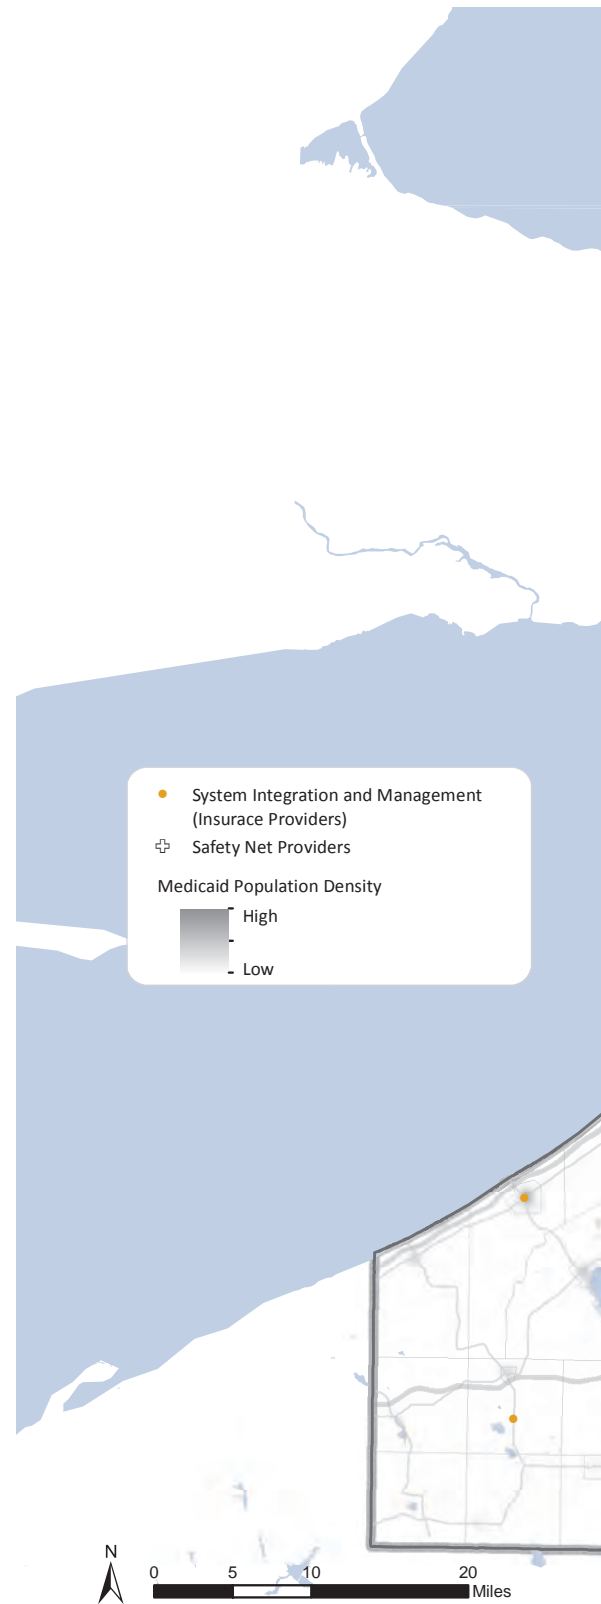 System Integration and Management
(Insurace Providers)
Safety Net Providers
Medicaid Population Density
High
Low
N
0 5 10 20
Miles